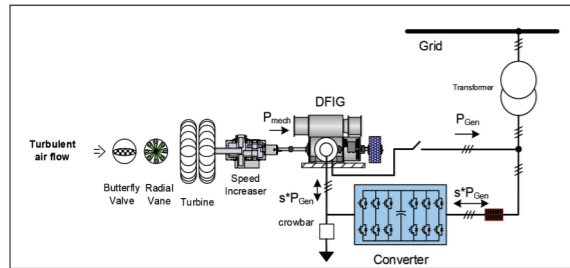 Grid
Transformer
DFIG
P_mech
P_Gen
Turbulent
air flow
Butterfly
Valve
Radial
Vane
Turbine
Speed
Increaser
s*P_Gen
s*P_Gen
crowbar
Converter